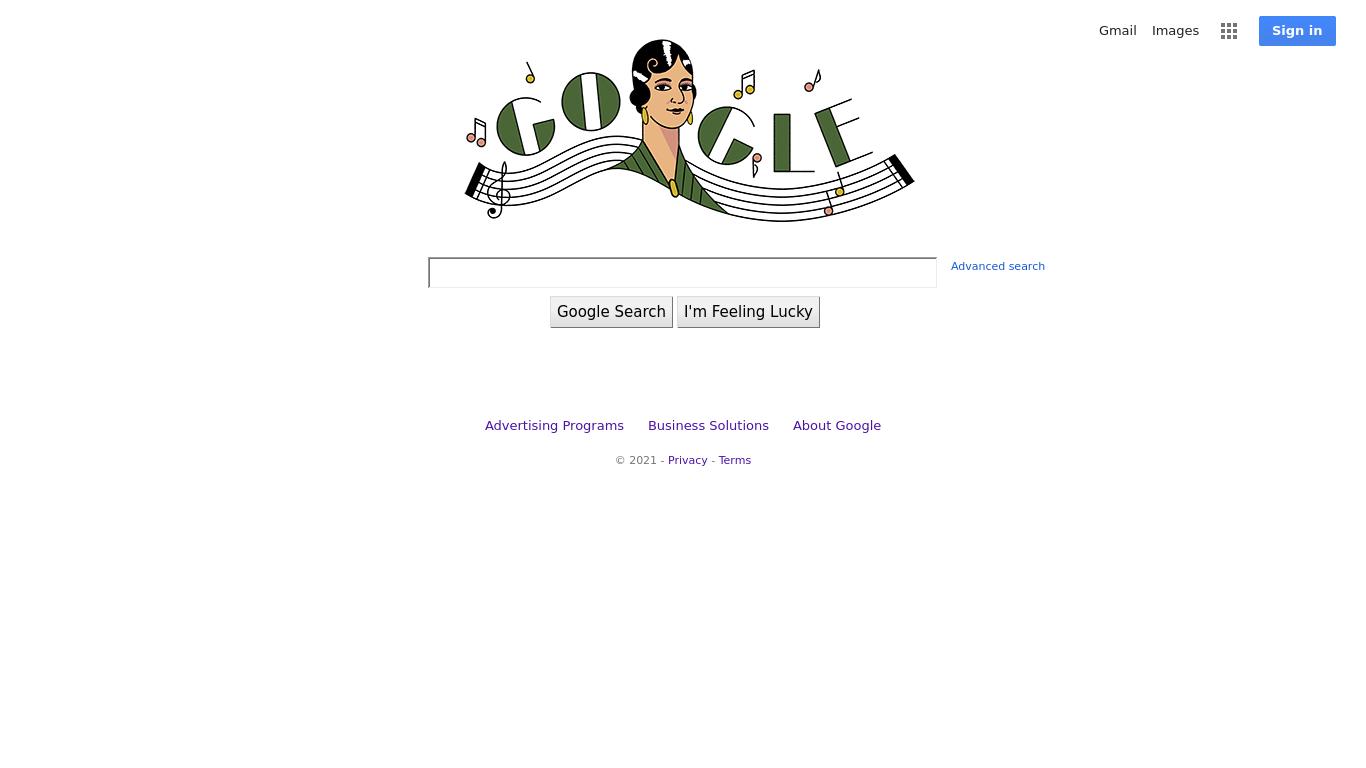 Gmail Images Sign in
GOOGLE
Advanced search
Google Search I'm Feeling Lucky
Advertising Programs Business Solutions About Google
© 2021 - Privacy - Terms